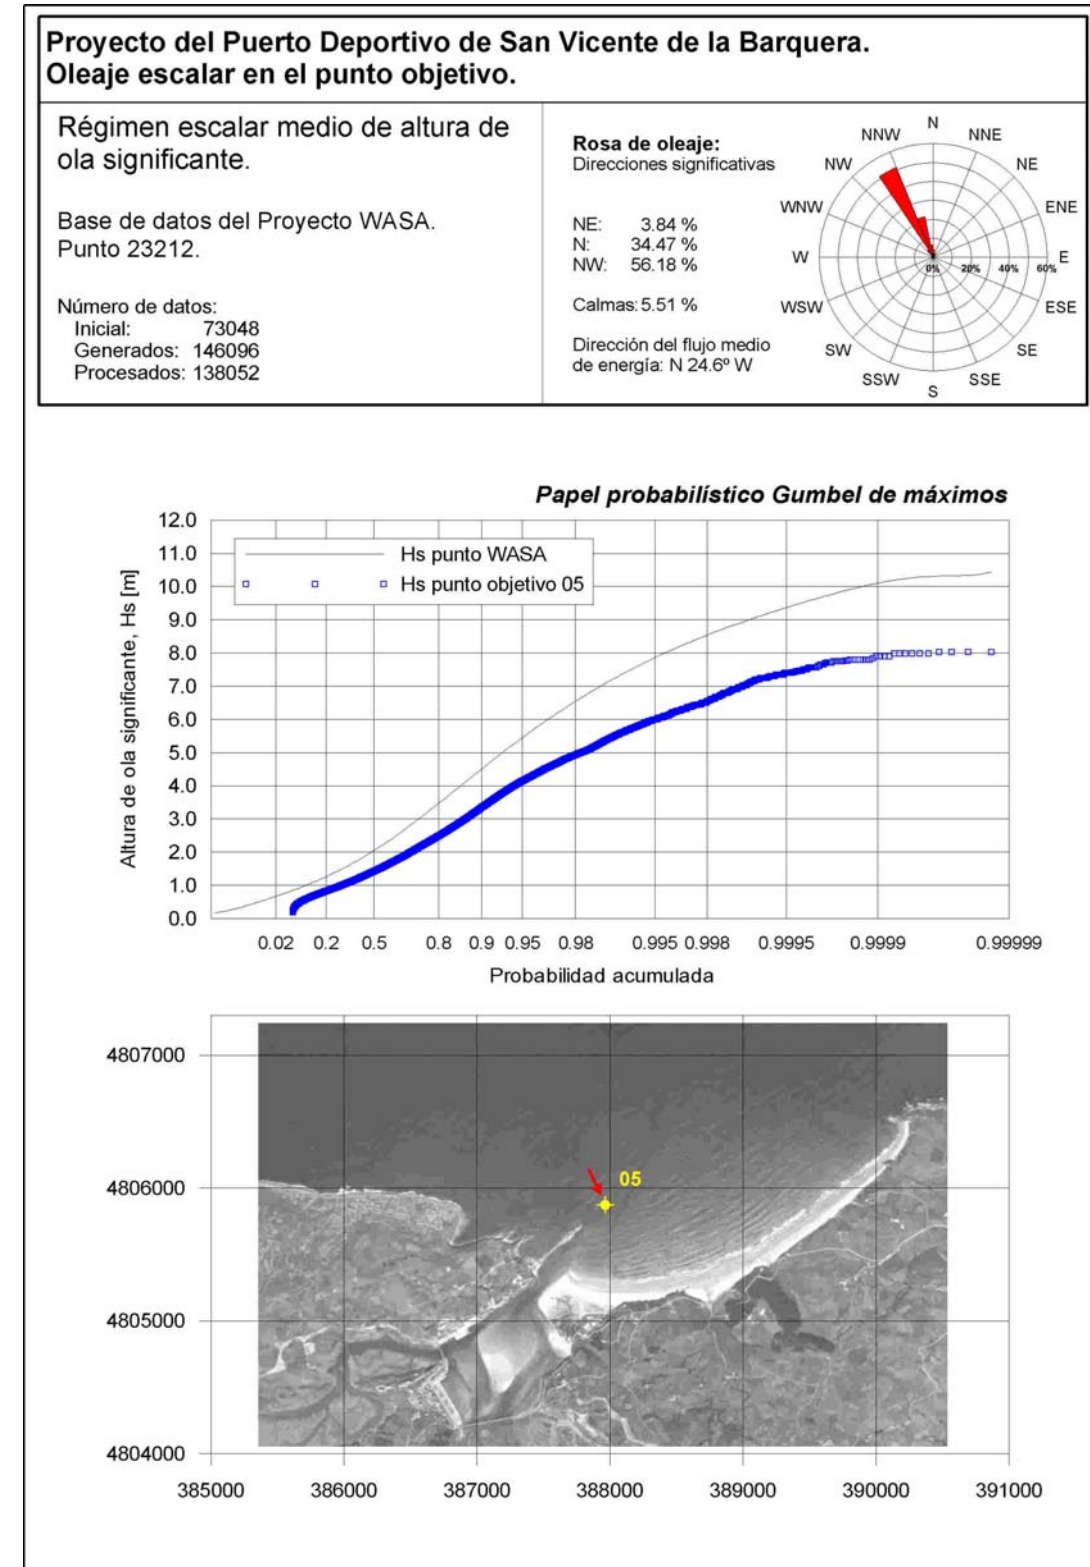 Proyecto del Puerto Deportivo de San Vicente de la Barquera.
Oleaje escalar en el punto objetivo.
Régimen escalar medio de altura de
ola significante.
Base de datos del Proyecto WASA.
Punto 23212.
Número de datos:
Inicial: 73048
Generados: 146096
Procesados: 138052
Rosa de oleaje:
Direcciones significativas
NE: 3.84 %
N: 34.47 %
NW: 56.18 %
Calmas: 5.51 %
Dirección del flujo medio
de energía: N 24.6º W
N
NNW NNE
NW NE
WNW ENE
W 0% 20% 40% 60% E
WSW ESE
SW SE
SSW SSE
S
Papel probabilístico Gumbel de máximos
Hs punto WASA
Hs punto objetivo 05
Altura de ola significante, Hs [m]
12.0
11.0
10.0
9.0
8.0
7.0
6.0
5.0
4.0
3.0
2.0
1.0
0.0
0.02 0.2 0.5 0.8 0.9 0.95 0.98 0.995 0.998 0.9995 0.9999 0.99999
Probabilidad acumulada
4807000
4806000
4805000
4804000
05
385000 386000 387000 388000 389000 390000 391000